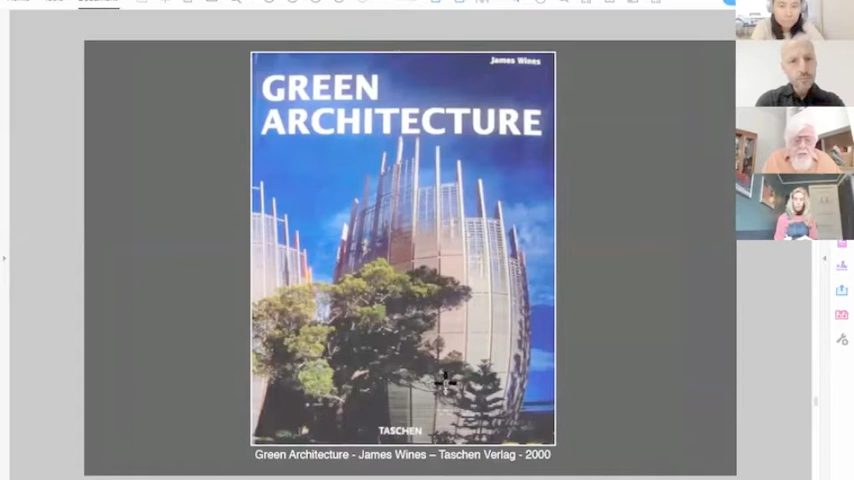 James Wines
GREEN
ARCHITECTURE
TASCHEN
Green Architecture - James Wines – Taschen Verlag - 2000